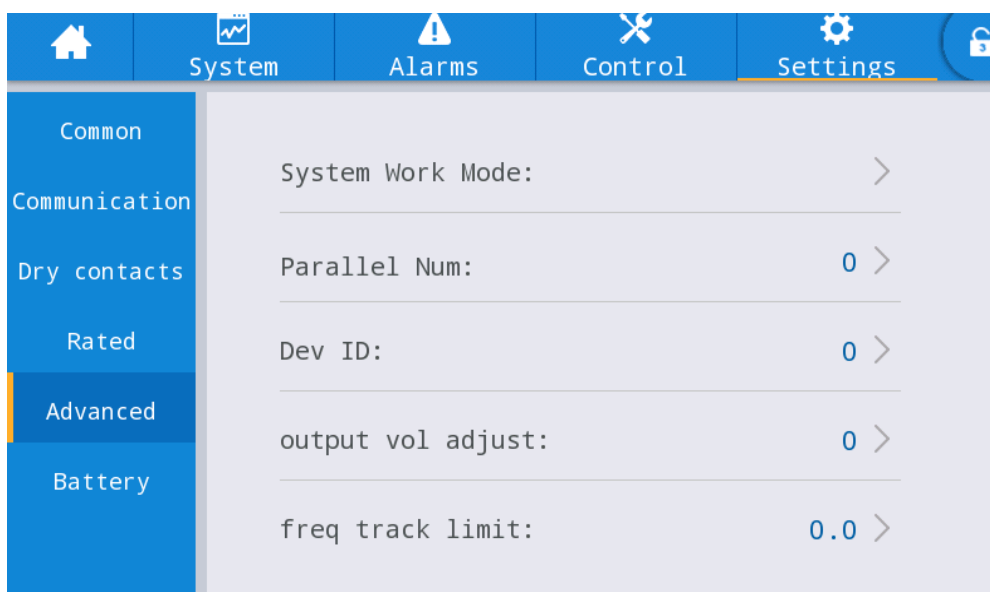 System
Alarms
Control
Settings
3
Common
Communication
Dry contacts
Rated
Advanced
Battery
System Work Mode:
Parallel Num: 0
Dev ID: 0
output vol adjust: 0
freq track limit: 0.0